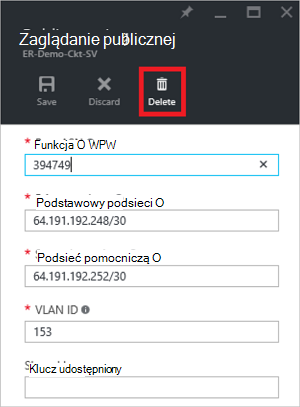 Zaglądanie publicznej
ER-Demo-Ckt-SV
Save Discard Delete
* Funkcja O WPW
394749
* Podstawowy podsieci O
64.191.192.248/30
* Podsieć pomocniczą O
64.191.192.252/30
* VLAN ID
153
Klucz udostępniony